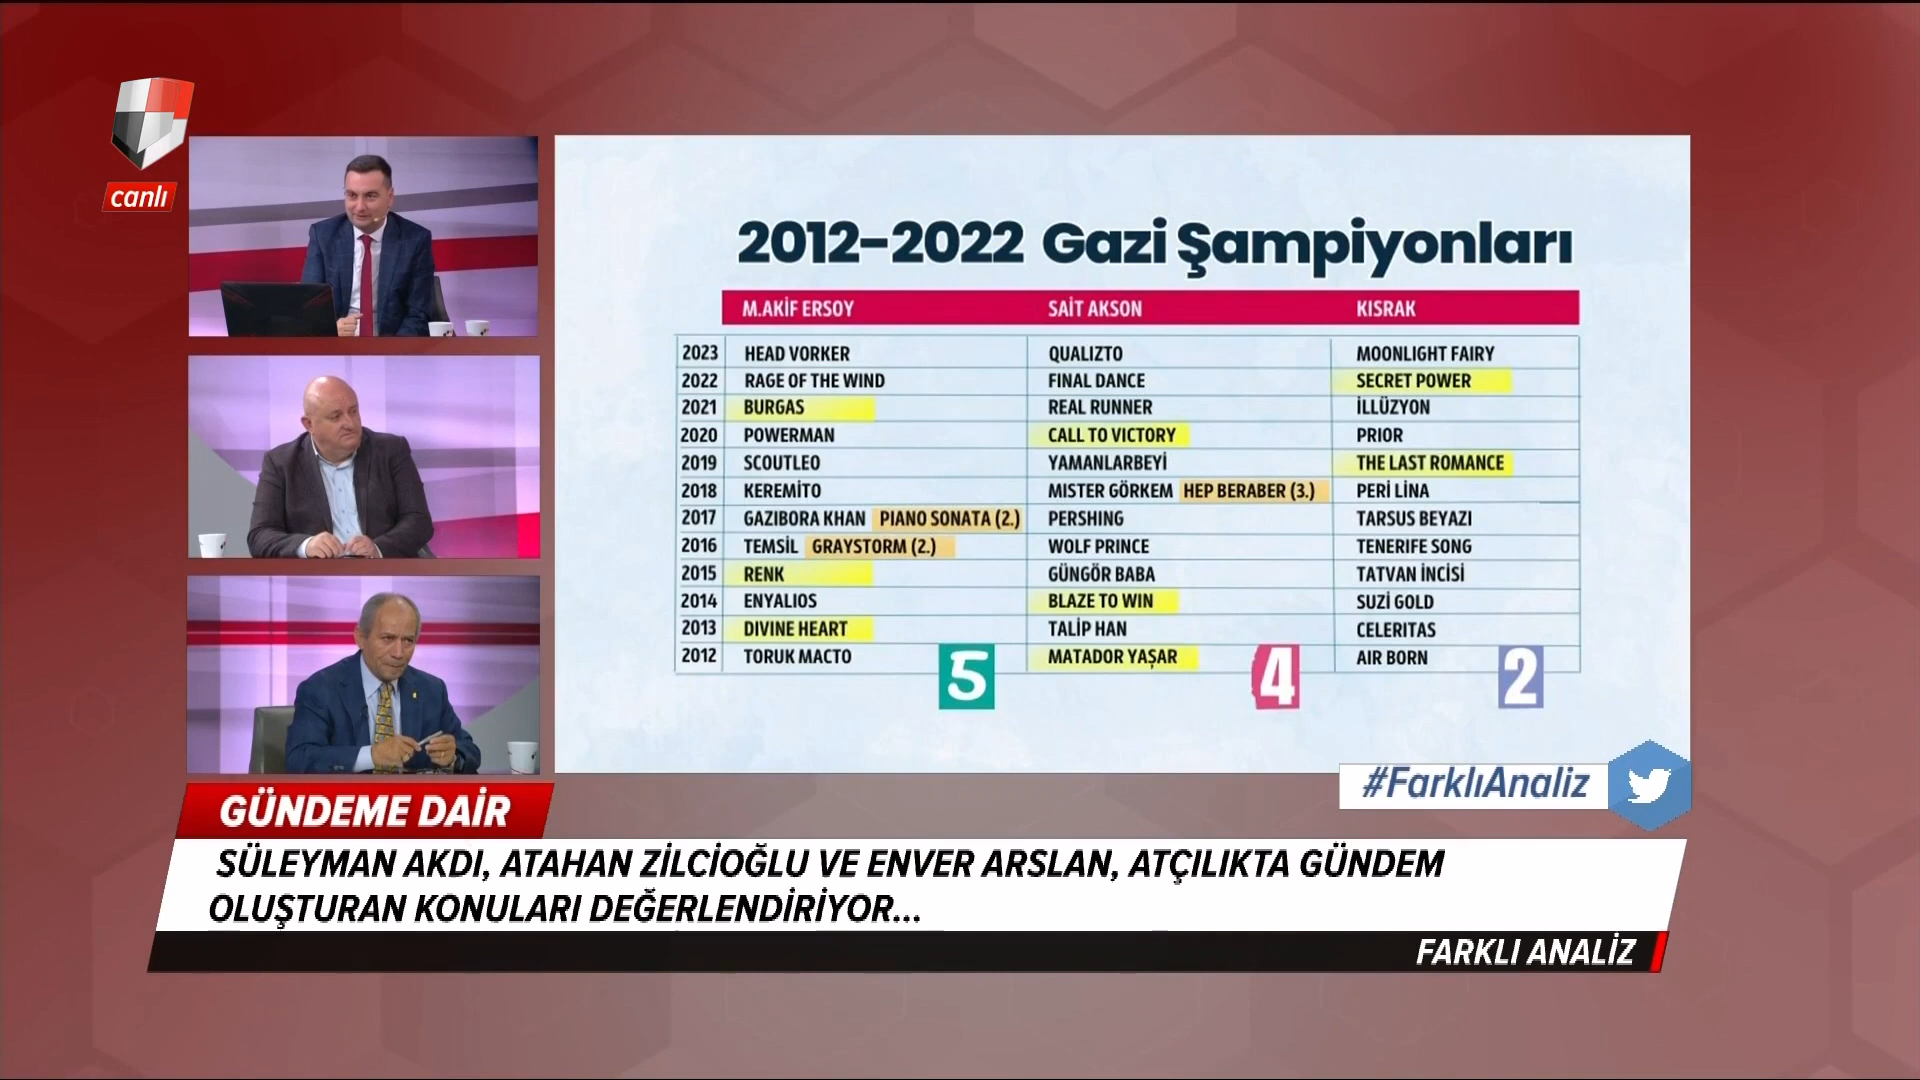 canlı
2012-2022 Gazi Şampiyonları
M.AKİF ERSOY SAİT AKSON KISRAK
2023 HEAD VORKER QUALIZTO MOONLIGHT FAIRY
2022 RAGE OF THE WIND FINAL DANCE SECRET POWER
2021 BURGAS REAL RUNNER İLLÜZYON
2020 POWERMAN CALL TO VICTORY PRIOR
2019 SCOUTLEO YAMANLARBEYİ THE LAST ROMANCE
2018 KEREMİTO MISTER GÖRKEM HEP BERABER (3.) PERİ LİNA
2017 GAZIBORA KHAN PIANO SONATA (2.) PERSHING TARSUS BEYAZI
2016 TEMSİL GRAYSTORM (2.) WOLF PRINCE TENERIFE SONG
2015 RENK GÜNGÖR BABA TATVAN İNCİSİ
2014 ENYALIOS BLAZE TO WIN SUZİ GOLD
2013 DIVINE HEART TALİP HAN CELERITAS
2012 TORUK MACTO MATADOR YAŞAR AIR BORN
5 4 2
#FarklıAnaliz
GÜNDEME DAİR
SÜLEYMAN AKDI, ATAHAN ZİLCİOĞLU VE ENVER ARSLAN, ATÇILIKTA GÜNDEM
OLUŞTURAN KONULARI DEĞERLENDİRİYOR...
FARKLI ANALİZ